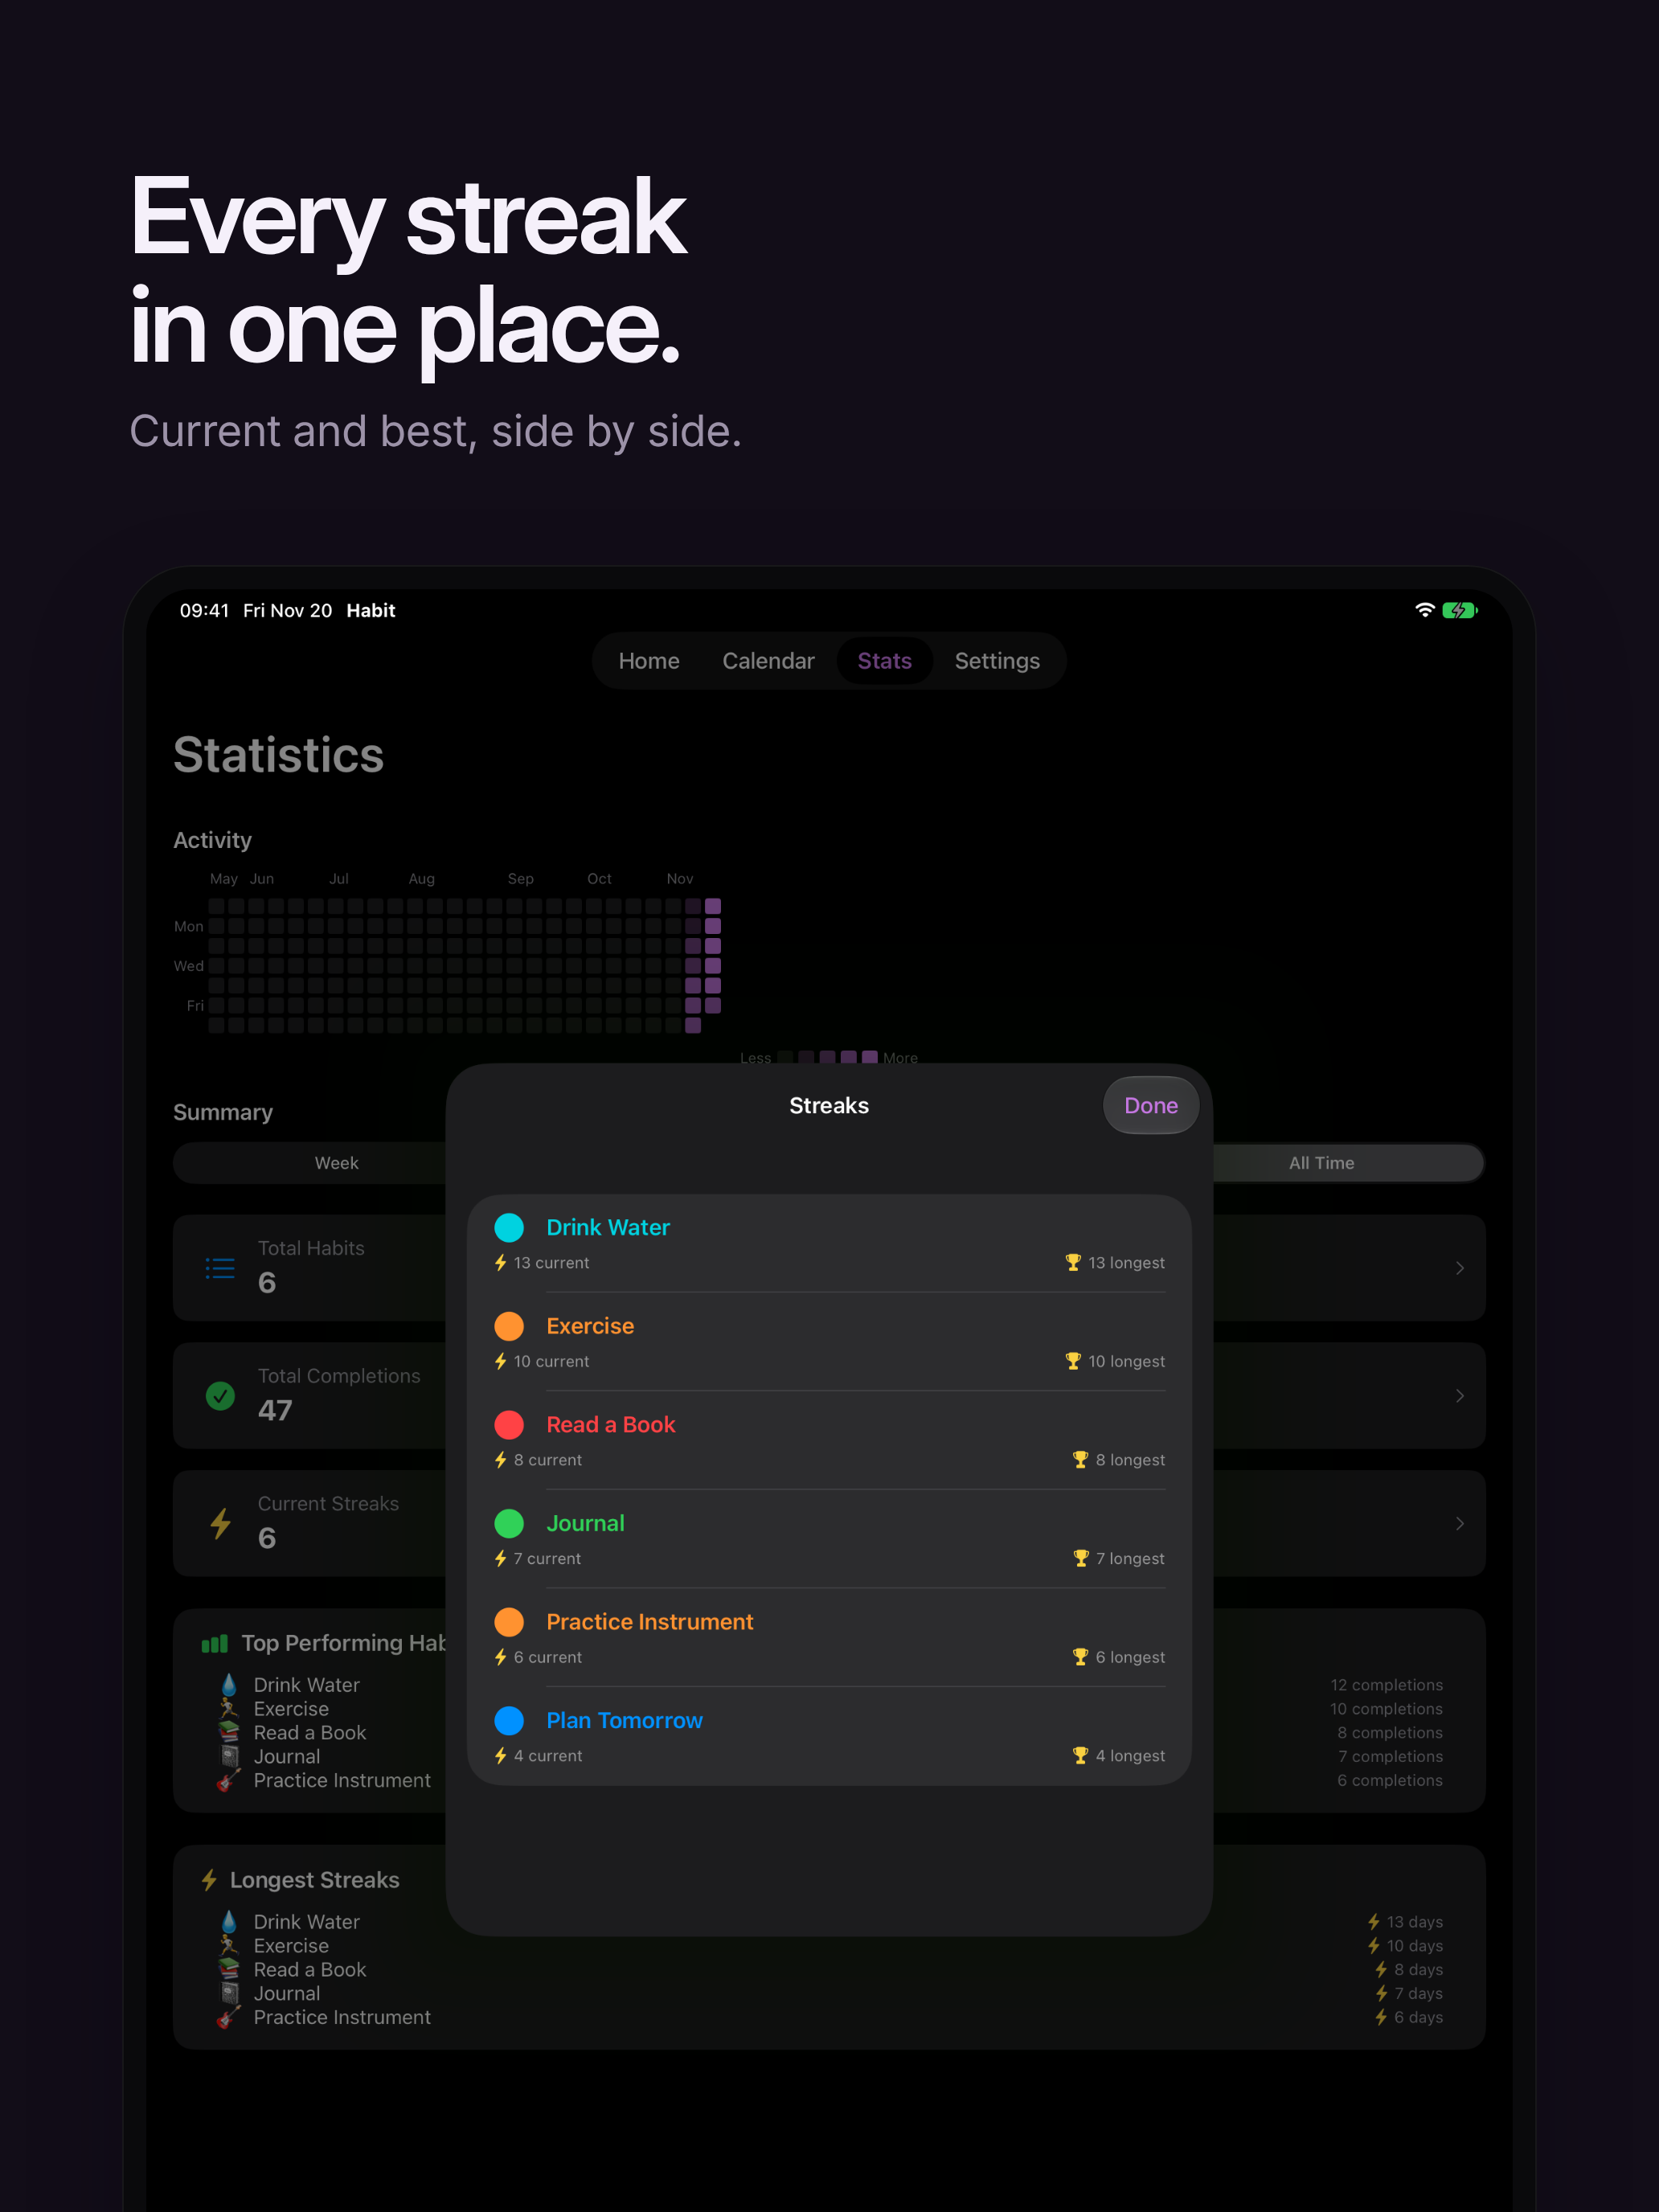 Every streak
in one place.
Current and best, side by side.
09:41 Fri Nov 20 Habit
Home Calendar Stats Settings
Statistics
Activity
May Jun Jul Aug Sep Oct Nov
Mon
Wed
Fri
Less More
Summary
Week All Time
Total Habits
6
Total Completions
47
Current Streaks
6
Top Performing Hab
Drink Water 12 completions
Exercise 10 completions
Read a Book 8 completions
Journal 7 completions
Practice Instrument 6 completions
Longest Streaks
Drink Water 13 days
Exercise 10 days
Read a Book 8 days
Journal 7 days
Practice Instrument 6 days
Streaks Done
Drink Water
13 current 13 longest
Exercise
10 current 10 longest
Read a Book
8 current 8 longest
Journal
7 current 7 longest
Practice Instrument
6 current 6 longest
Plan Tomorrow
4 current 4 longest